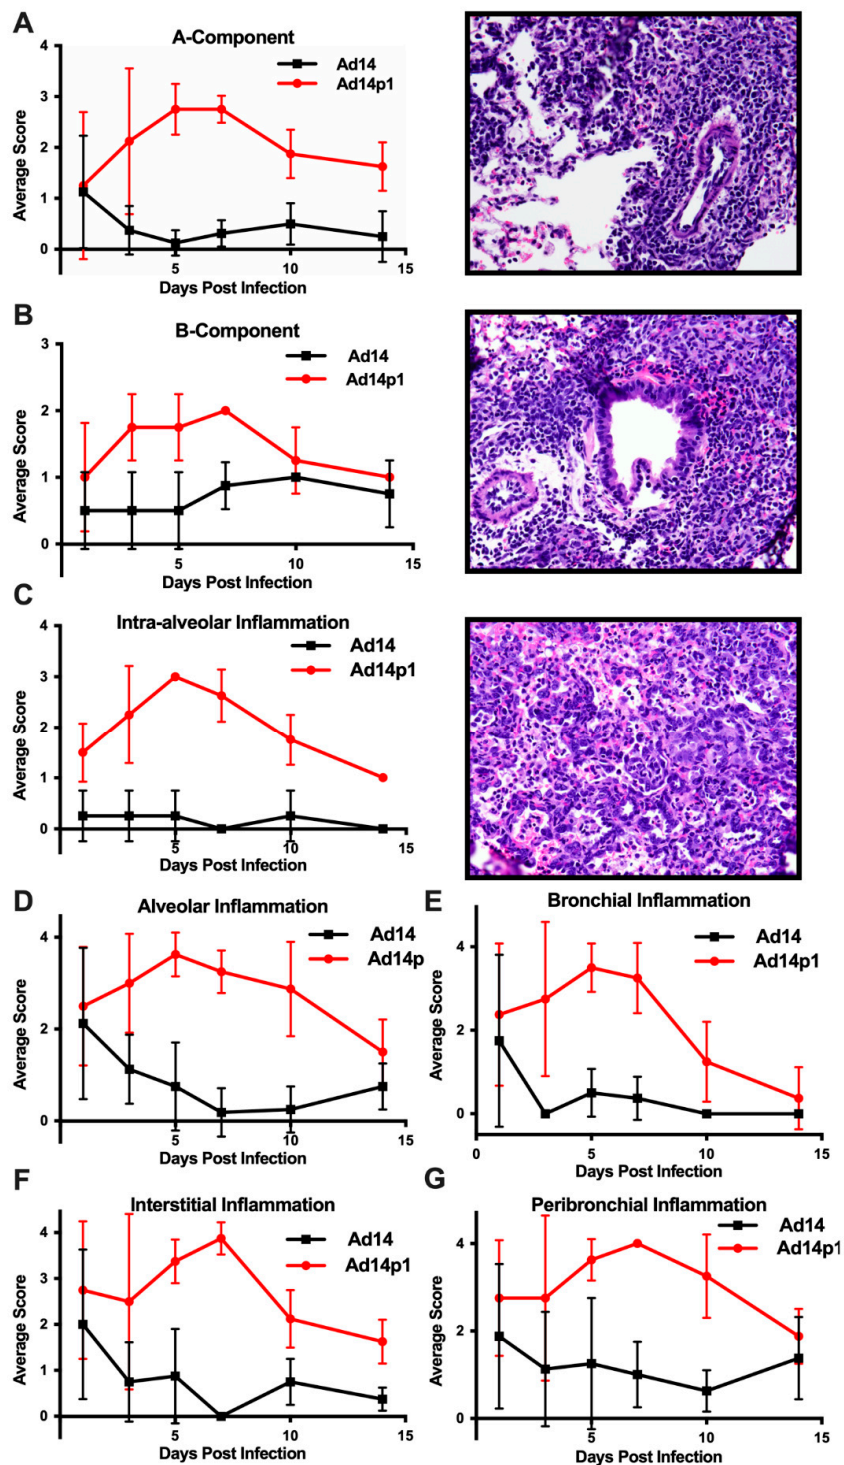 A
A-Component
Ad14
Ad14p1
Average Score
4
3
2
1
0
5
10
15
Days Post Infection
B
B-Component
Ad14
Ad14p1
Average Score
3
2
1
0
5
10
15
Days Post Infection
C
Intra-alveolar Inflammation
Ad14
Ad14p1
Average Score
4
3
2
1
0
5
10
15
Days Post Infection
D
Alveolar Inflammation
Ad14
Ad14p
Average Score
4
2
0
5
10
15
Days Post Infection
E
Bronchial Inflammation
Ad14
Ad14p1
Average Score
4
2
0
0
5
10
15
Days Post Infection
F
Interstitial Inflammation
Ad14
Ad14p1
Average Score
4
3
2
1
0
5
10
15
Days Post Infection
G
Peribronchial Inflammation
Ad14
Ad14p1
Average Score
4
2
0
5
10
15
Days Post Infection